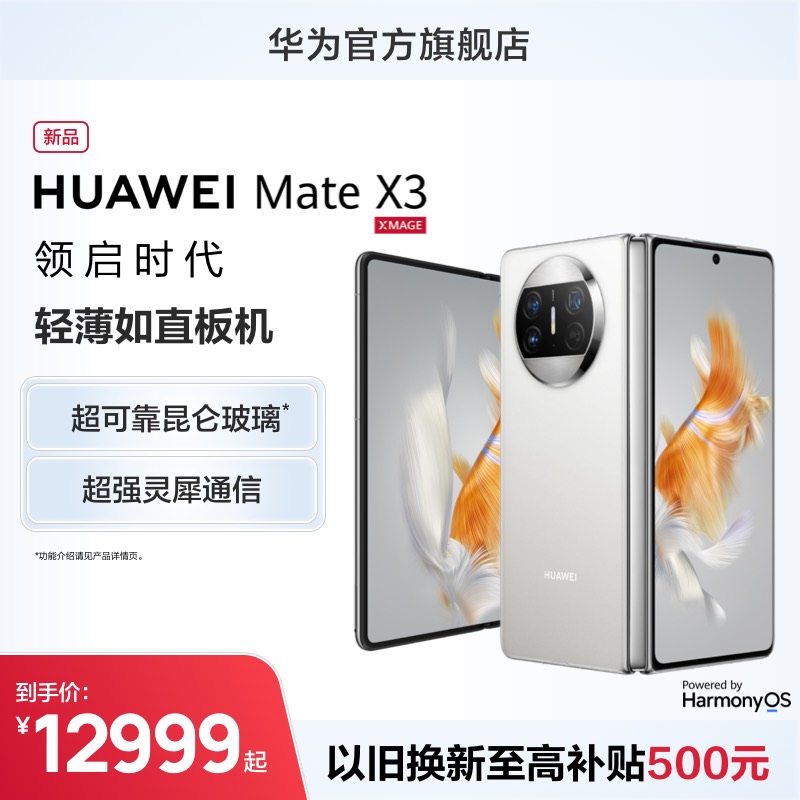 华为官方旗舰店
新品
HUAWEI Mate X3
XMAGE
领启时代
轻薄如直板机
超可靠昆仑玻璃*
超强灵犀通信
*功能介绍请见产品详情页。
HUAWEI
Powered by
HarmonyOS
到手价：
¥12999起
以旧换新至高补贴500元